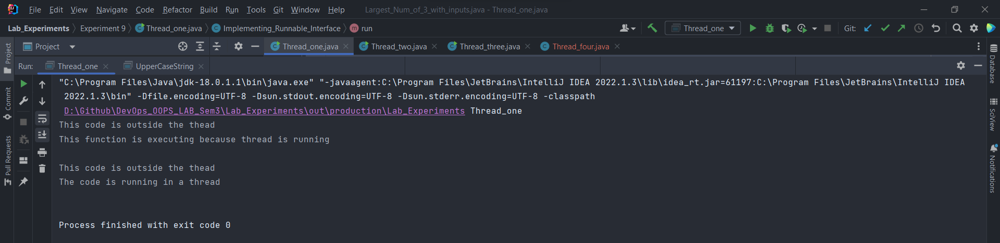 File Edit View Navigate Code Refactor Build Run Tools Git Window Help Largest_Num_of_3_with_inputs.java - Thread_one.java
Lab_Experiments Experiment 9 Thread_one.java Implementing_Runnable_Interface m run Thread_one Git:
Project Thread_one.java Thread_two.java Thread_three.java Thread_four.java
Run: Thread_one UpperCaseString
"C:\Program Files\Java\jdk-18.0.1.1\bin\java.exe" "-javaagent:C:\Program Files\JetBrains\IntelliJ IDEA 2022.1.3\lib\idea_rt.jar=61197:C:\Program Files\JetBrains\IntelliJ IDEA
2022.1.3\bin" -Dfile.encoding=UTF-8 -Dsun.stdout.encoding=UTF-8 -Dsun.stderr.encoding=UTF-8 -classpath
D:\Github\DevOps_OOPS_LAB_Sem3\Lab_Experiments\out\production\Lab_Experiments Thread_one
This code is outside the thead
This function is executing because thread is running
This code is outside the thead
The code is running in a thread
Process finished with exit code 0
Project
Commit
Pull Requests
Database
SciView
Notifications